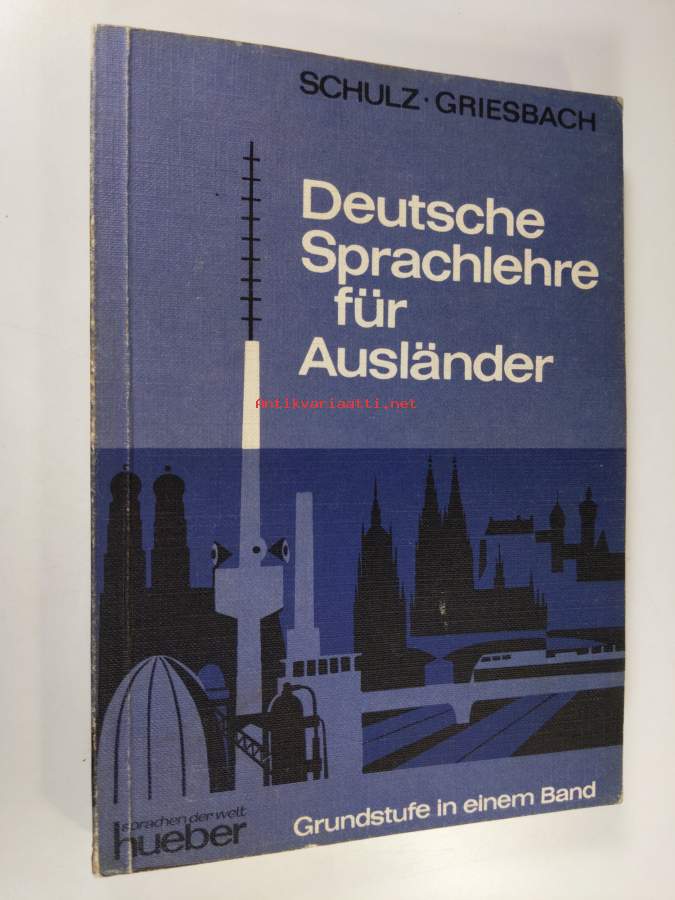 SCHULZ · GRIESBACH
Deutsche
Sprachlehre
für
Ausländer
Antikvariaatti.net
sprachen der welt
hueber
Grundstufe in einem Band